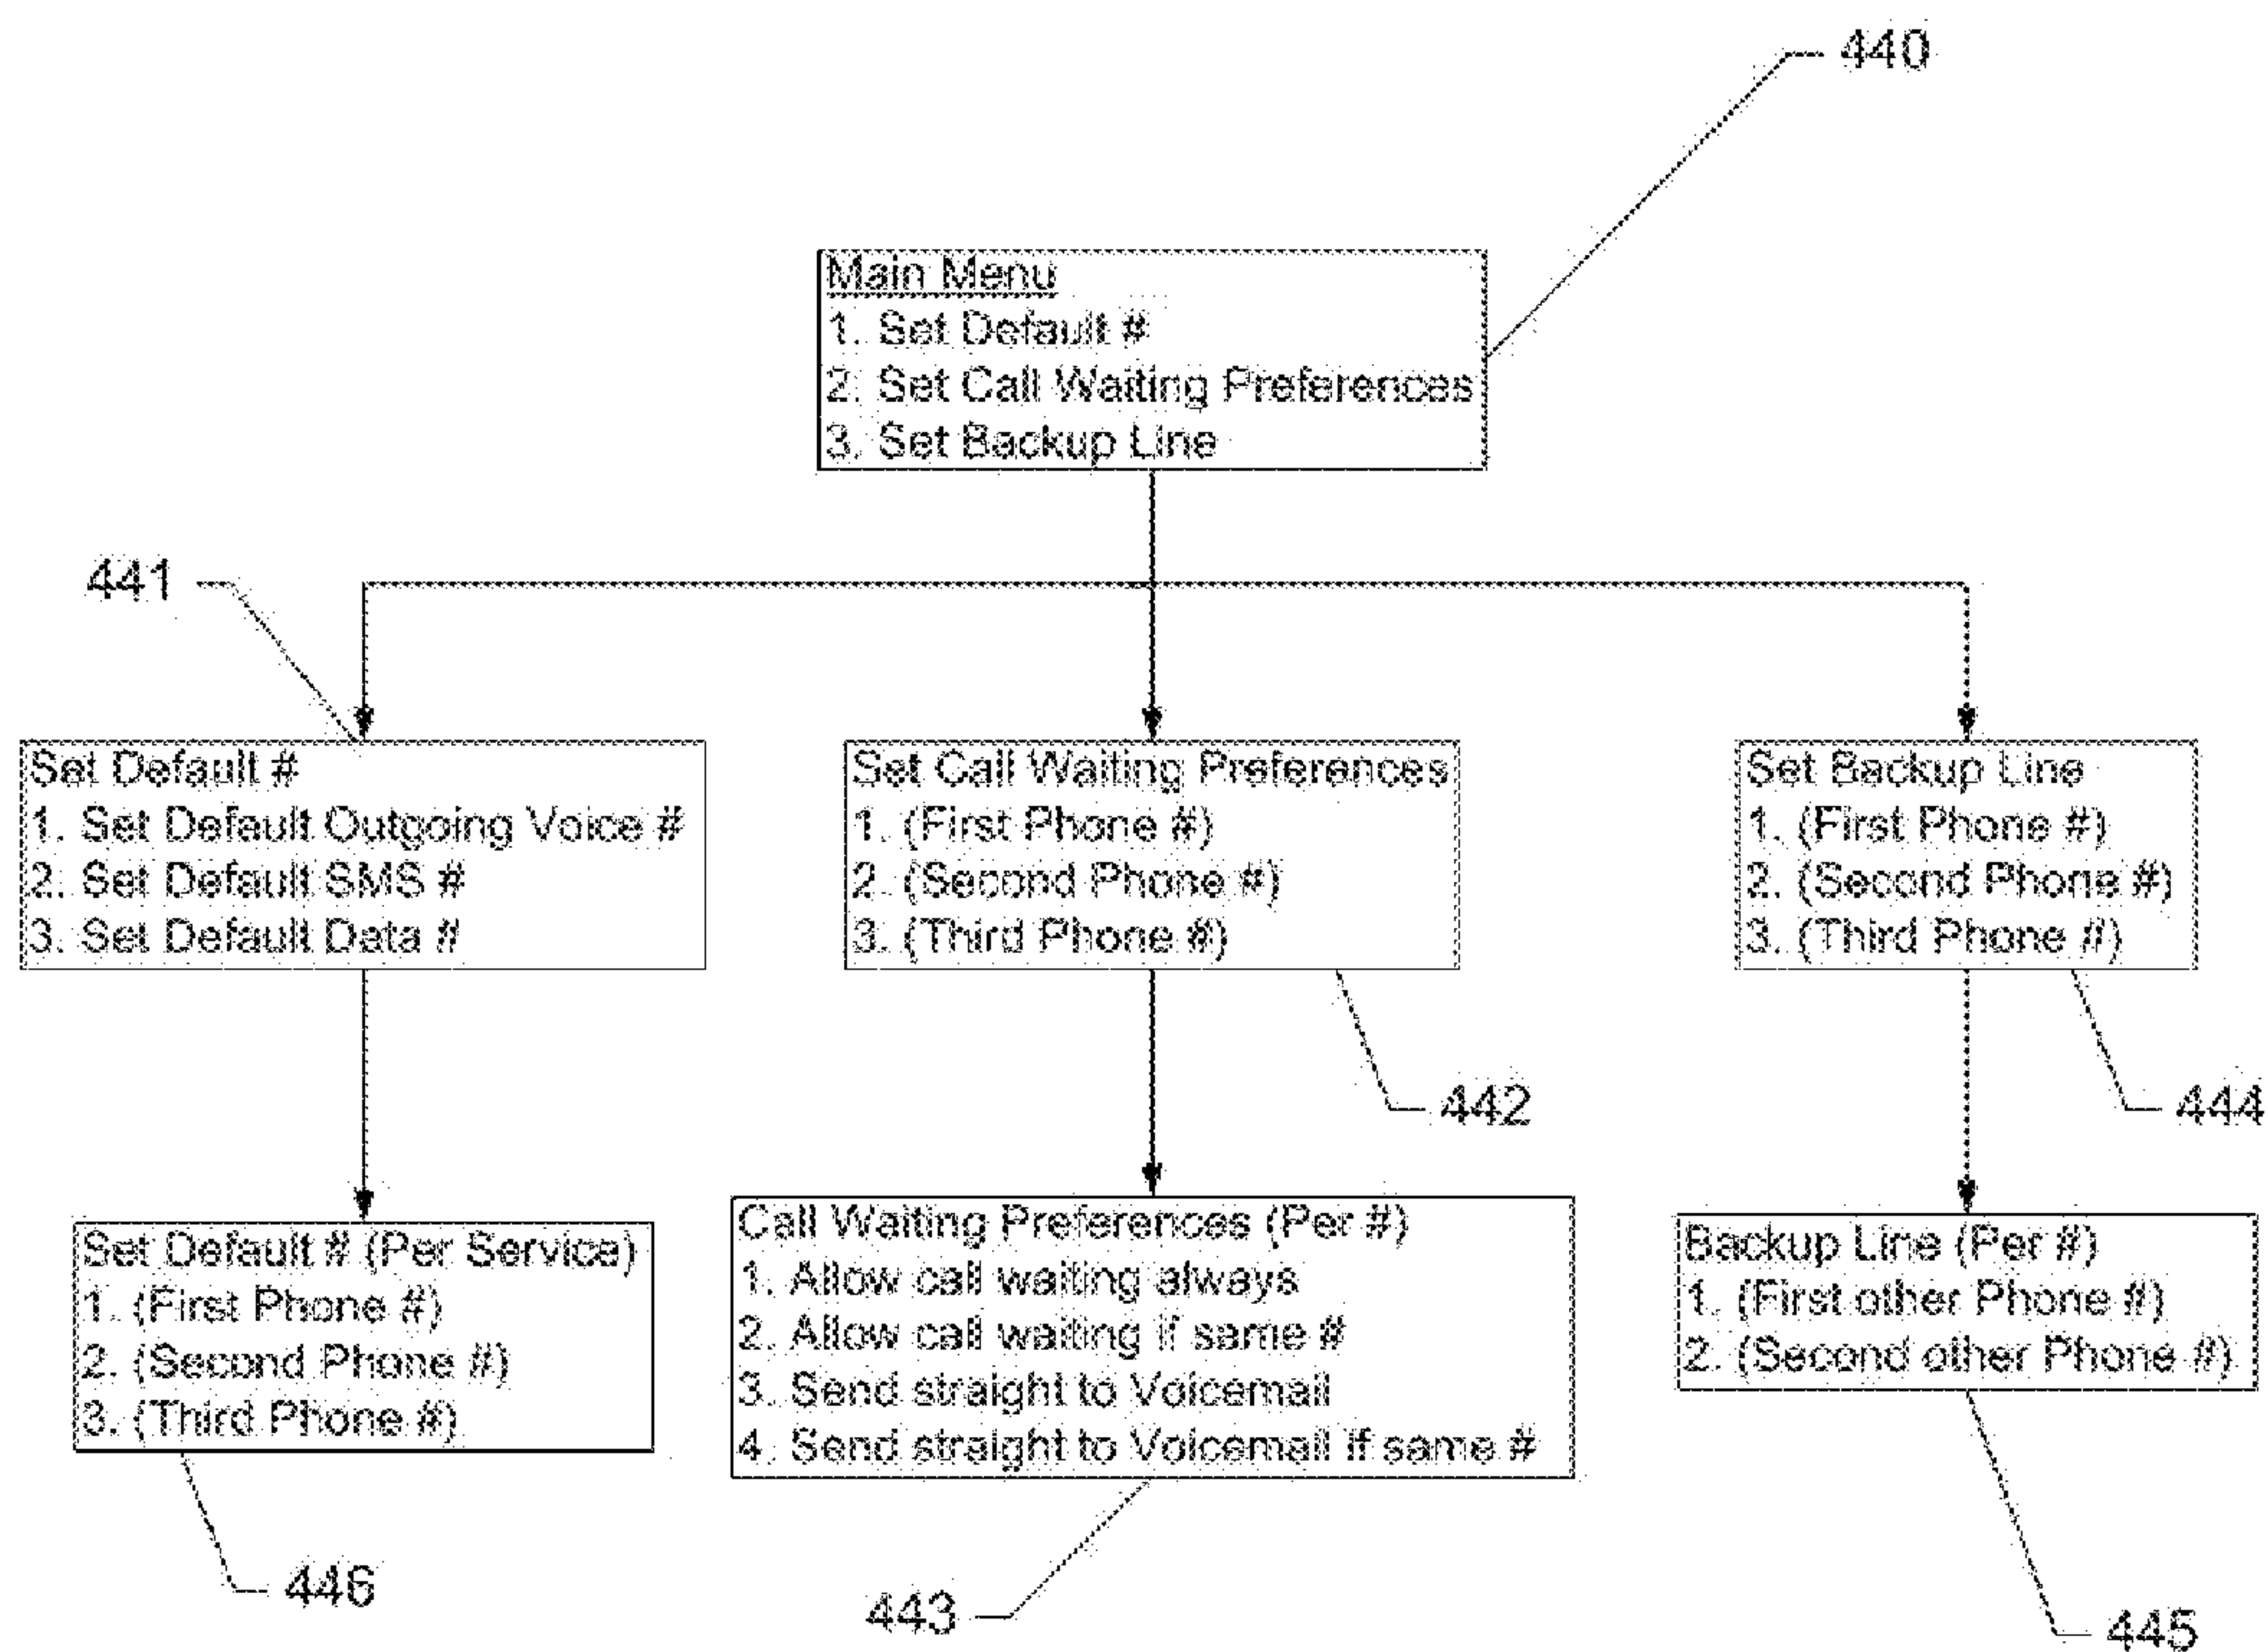 440
Main Menu
1. Set Default #
2. Set Call Waiting Preferences
3. Set Backup Line
441
Set Default #
1. Set Default Outgoing Voice #
2. Set Default SMS #
3. Set Default Data #
Set Call Waiting Preferences
1. (First Phone #)
2. (Second Phone #)
3. (Third Phone #)
Set Backup Line
1. (First Phone #)
2. (Second Phone #)
3. (Third Phone #)
442
444
Set Default # (Per Service)
1. (First Phone #)
2. (Second Phone #)
3. (Third Phone #)
Call Waiting Preferences (Per #)
1. Allow call waiting always
2. Allow call waiting if same #
3. Send straight to Voicemail
4. Send straight to Voicemail if same #
Backup Line (Per #)
1. (First other Phone #)
2. (Second other Phone #)
446
443
445